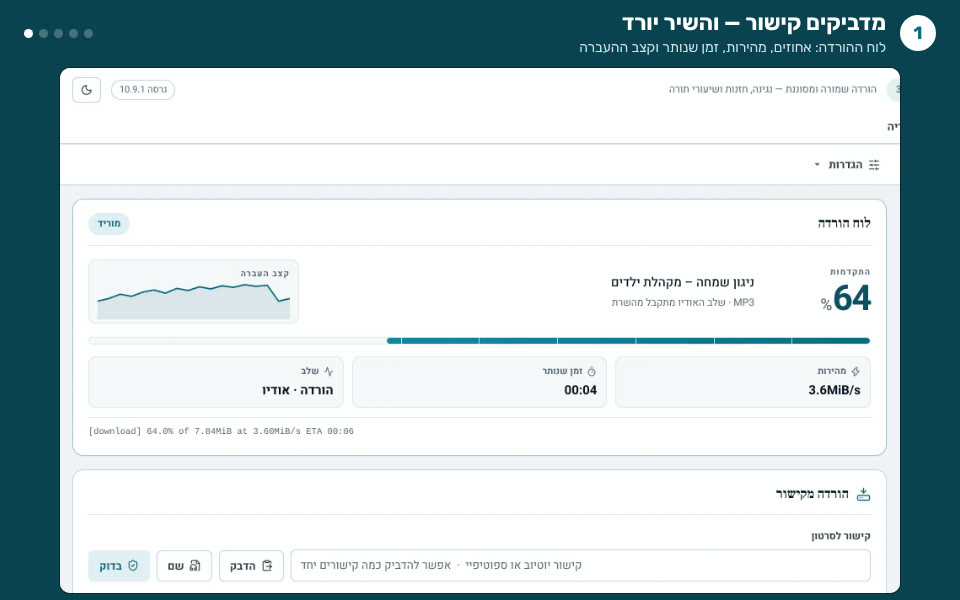 1
מדביקים קישור – והשיר יורד
לוח ההורדה: אחוזים, מהירות, זמן שנותר וקצב ההעברה
הורדה שמורה ומסוננת – נגינה, חזנות ושיעורי תורה
גרסה 10.9.1
הגדרות
לוח הורדה
מוריד
התקדמות
64%
ניגון שמחה – מקהלת ילדים
MP3 · שלב האודיו מתקבל מהשרת
קצב העברה
מהירות
3.6MiB/s
זמן שנותר
00:04
שלב
הורדה · אודיו
[download] 64.0% of 7.84MiB at 3.60MiB/s ETA 00:06
הורדה מקישור
קישור לסרטון
קישור יוטיוב או ספוטיפיי · אפשר להדביק כמה קישורים יחד
הדבק
שם
בדוק